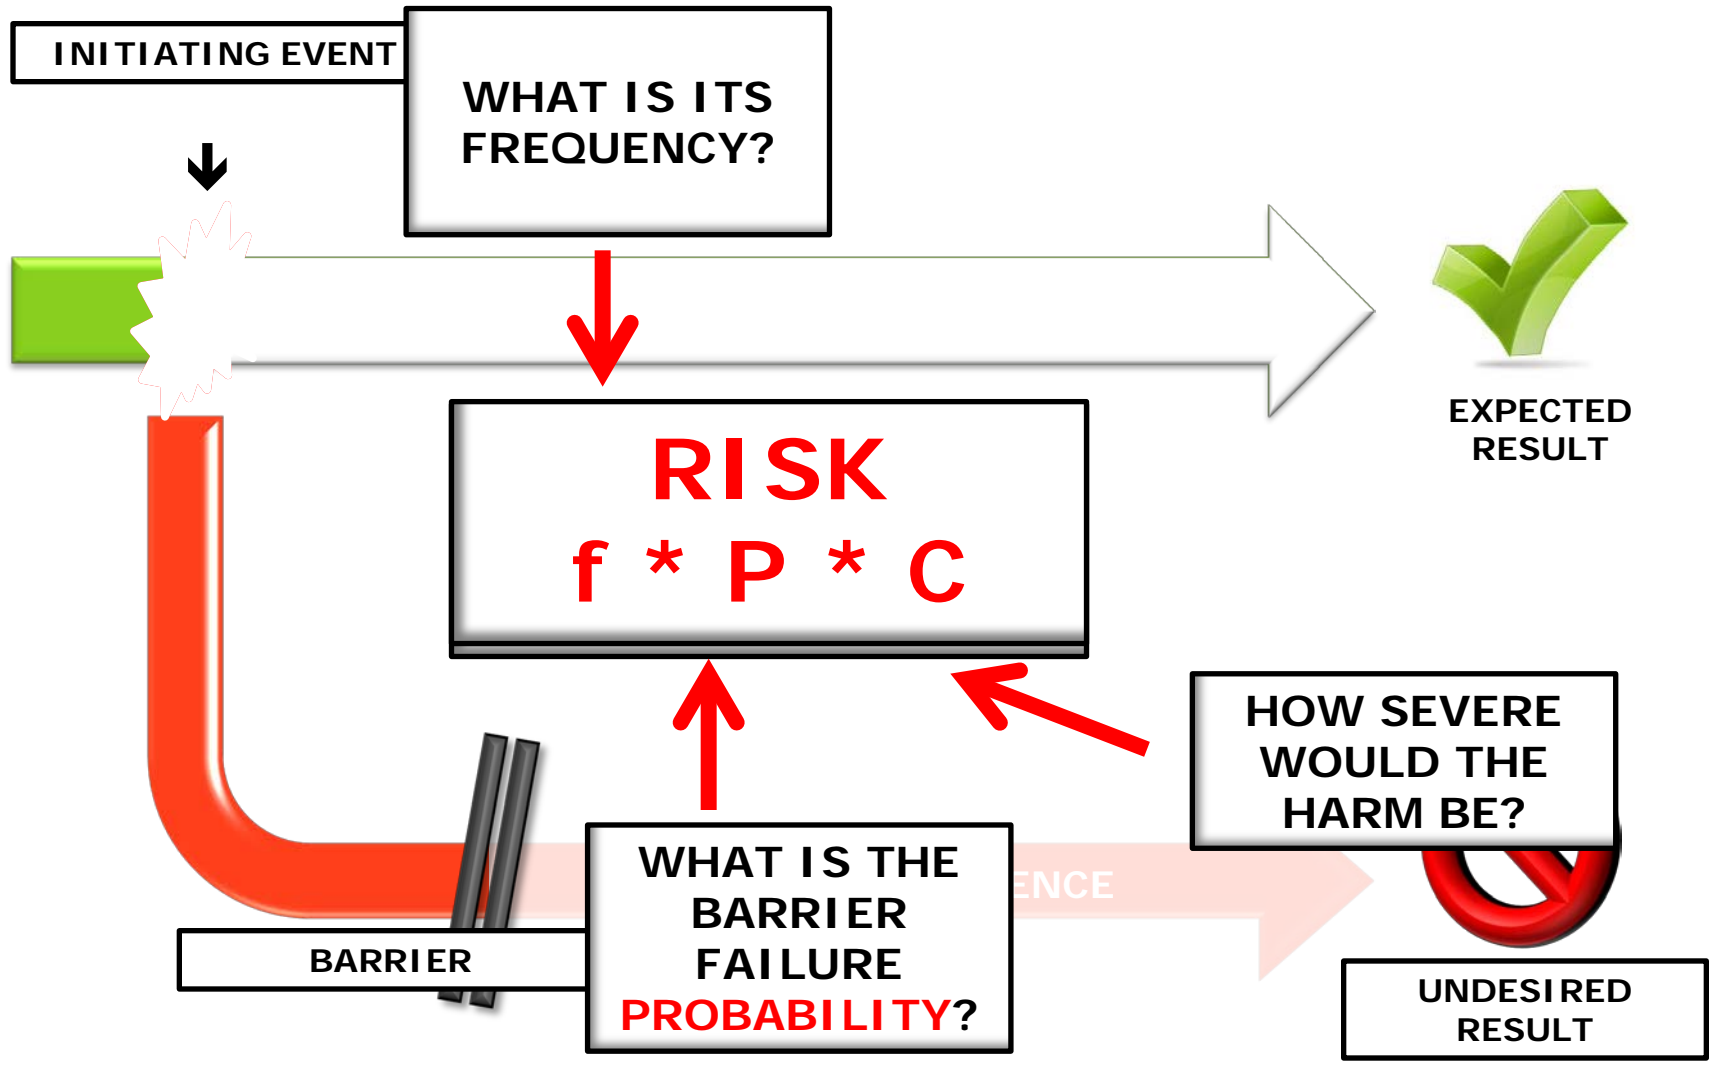 INITIATING EVENT
WHAT IS ITS
FREQUENCY?
EXPECTED
RESULT
RISK
f * P * C
HOW SEVERE
WOULD THE
HARM BE?
WHAT IS THE
BARRIER
FAILURE
PROBABILITY?
ENCE
BARRIER
UNDESIRED
RESULT